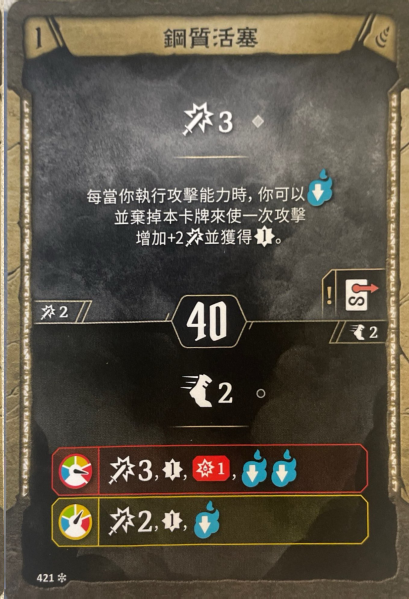 1 鋼質活塞
3
每當你執行攻擊能力時,你可以
並棄掉本卡牌來使一次攻擊
增加+2 並獲得 1。
! S
2
40
2
2
3, 1, 1,
2, 1,
421